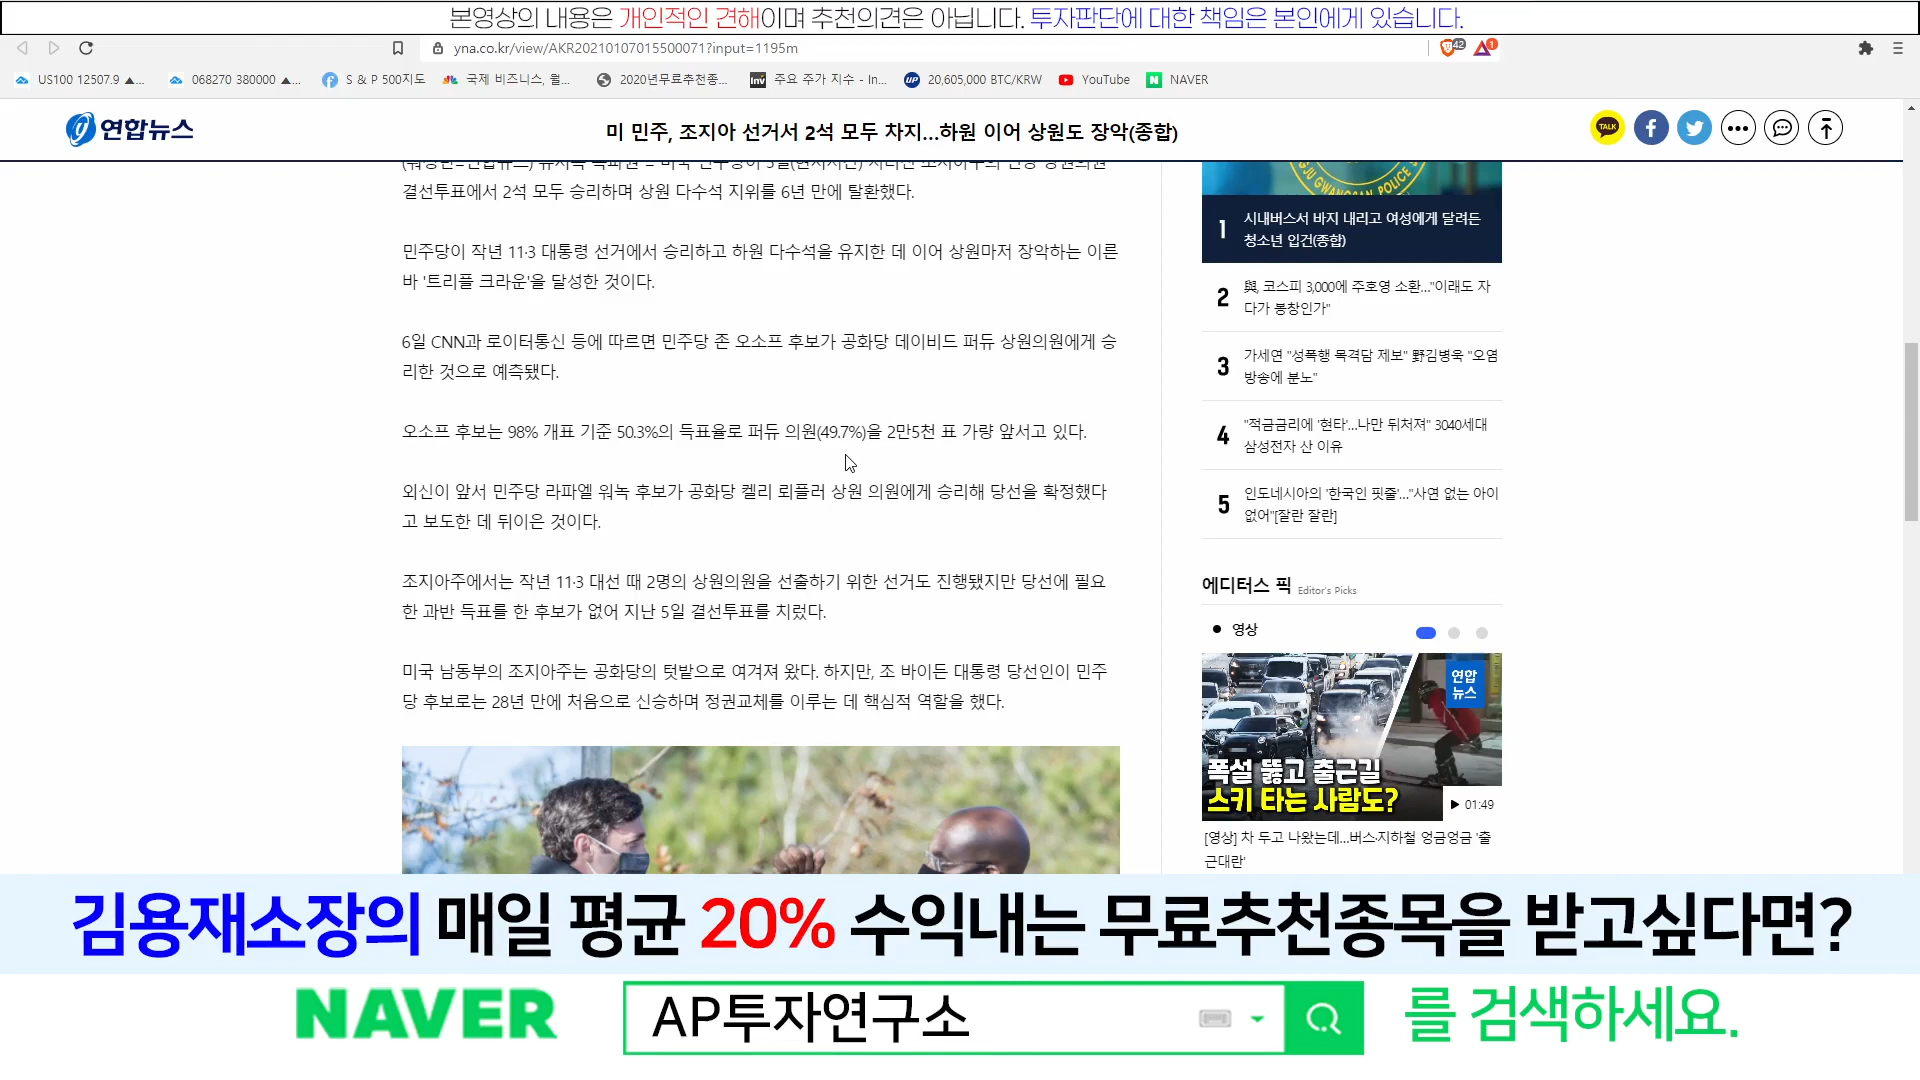 본영상의 내용은 개인적인 견해이며 추천의견은 아닙니다. 투자판단에 대한 책임은 본인에게 있습니다.
yna.co.kr/view/AKR20210107015500071?input=1195m
42
1
US100 12507.9 ▲...
068270 380000 ▲...
S & P 500지도
국제 비즈니스, 월...
2020년무료추천종...
Inv 주요 주가 지수 - In...
UP 20,605,000 BTC/KRW
YouTube
N NAVER
연합뉴스
미 민주, 조지아 선거서 2석 모두 차지…하원 이어 상원도 장악(종합)
TALK
결선투표에서 2석 모두 승리하며 상원 다수석 지위를 6년 만에 탈환했다.
민주당이 작년 11·3 대통령 선거에서 승리하고 하원 다수석을 유지한 데 이어 상원마저 장악하는 이른
바 '트리플 크라운'을 달성한 것이다.
6일 CNN과 로이터통신 등에 따르면 민주당 존 오소프 후보가 공화당 데이비드 퍼듀 상원의원에게 승
리한 것으로 예측됐다.
오소프 후보는 98% 개표 기준 50.3%의 득표율로 퍼듀 의원(49.7%)을 2만5천 표 가량 앞서고 있다.
외신이 앞서 민주당 라파엘 워녹 후보가 공화당 켈리 뢰플러 상원 의원에게 승리해 당선을 확정했다
고 보도한 데 뒤이은 것이다.
조지아주에서는 작년 11·3 대선 때 2명의 상원의원을 선출하기 위한 선거도 진행됐지만 당선에 필요
한 과반 득표를 한 후보가 없어 지난 5일 결선투표를 치렀다.
미국 남동부의 조지아주는 공화당의 텃밭으로 여겨져 왔다. 하지만, 조 바이든 대통령 당선인이 민주
당 후보로는 28년 만에 처음으로 신승하며 정권교체를 이루는 데 핵심적 역할을 했다.
JU GWANGSAN POLICE
1 시내버스서 바지 내리고 여성에게 달려든
청소년 입건(종합)
2 與, 코스피 3,000에 주호영 소환…"이래도 자
다가 봉창인가"
3 가세연 "성폭행 목격담 제보" 野김병욱 "오염
방송에 분노"
4 "적금금리에 '현타'…나만 뒤처져" 3040세대
삼성전자 산 이유
5 인도네시아의 '한국인 핏줄'…"사연 없는 아이
없어"[잘란 잘란]
에디터스 픽 Editor's Picks
영상
연합
뉴스
폭설 뚫고 출근길
스키 타는 사람도?
01:49
[영상] 차 두고 나왔는데…버스·지하철 엉금엉금 '출
근대란'
김용재소장의 매일 평균 20% 수익내는 무료추천종목을 받고싶다면?
NAVER AP투자연구소 를 검색하세요.